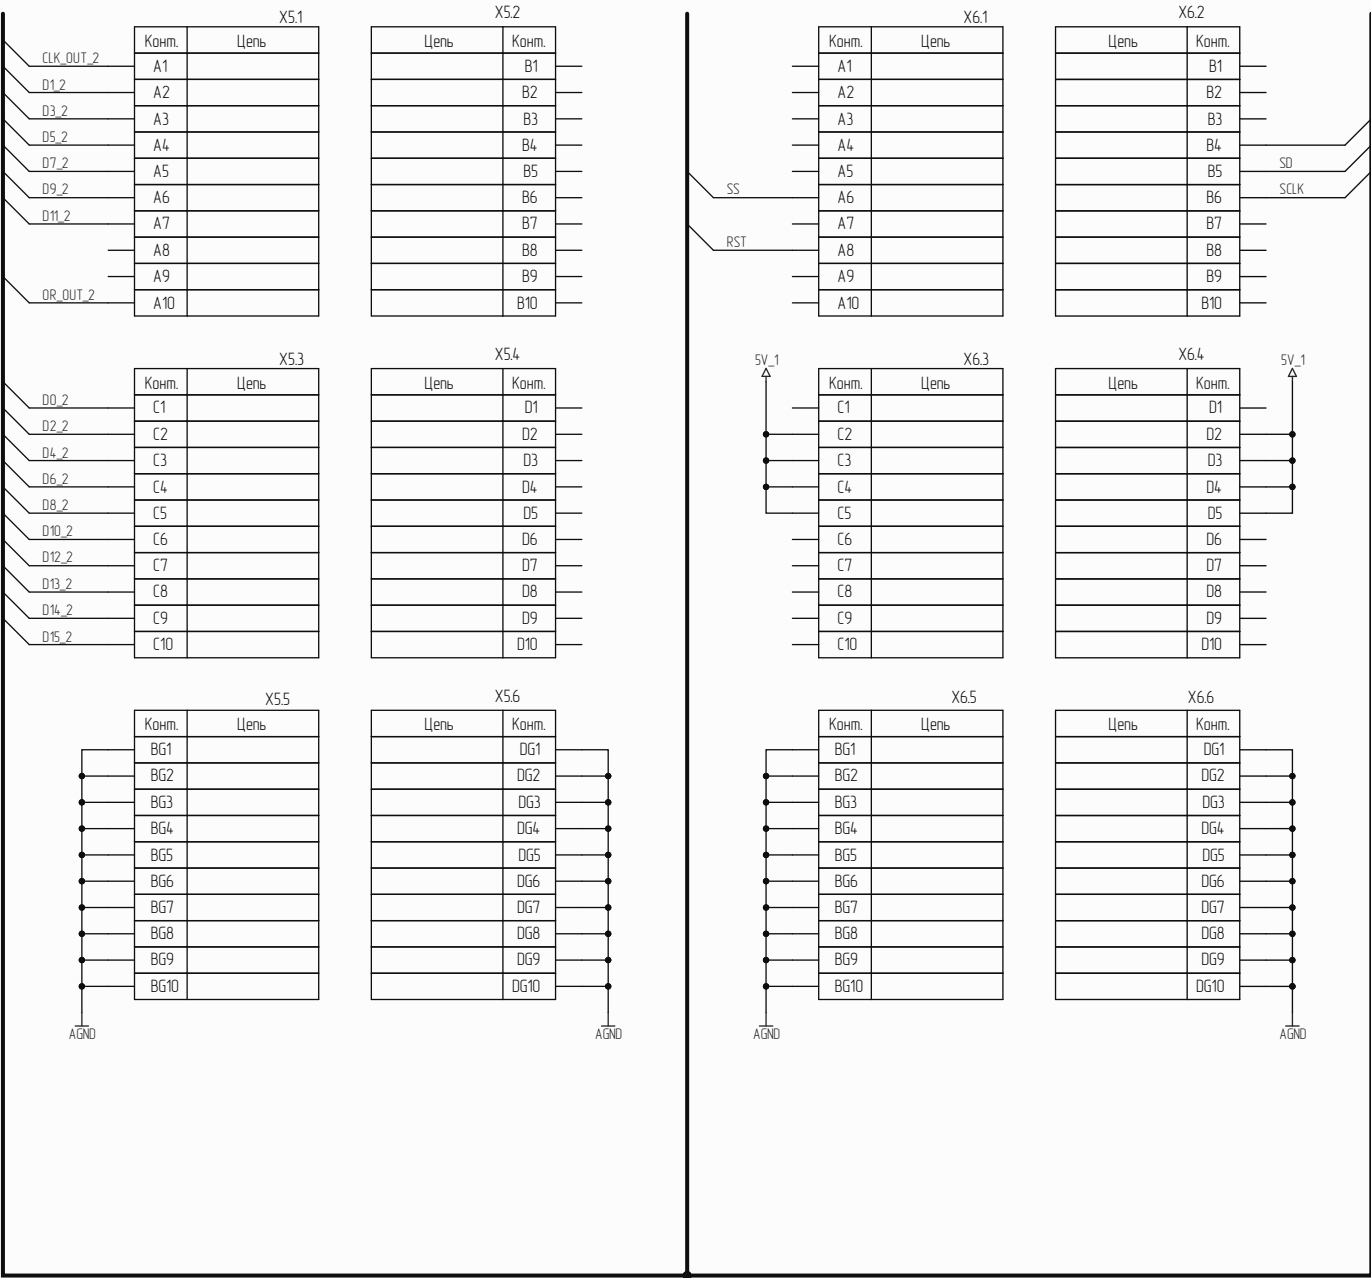 X5.1
Конт. Цепь
CLK_OUT_2 A1
D1_2 A2
D3_2 A3
D5_2 A4
D7_2 A5
D9_2 A6
D11_2 A7
A8
A9
OR_OUT_2 A10
X5.2
Цепь Конт.
B1
B2
B3
B4
B5
B6
B7
B8
B9
B10
X6.1
Конт. Цепь
A1
A2
A3
A4
A5
SS A6
A7
RST A8
A9
A10
X6.2
Цепь Конт.
B1
B2
B3
B4
B5 SD
B6 SCLK
B7
B8
B9
B10
X5.3
Конт. Цепь
D0_2 C1
D2_2 C2
D4_2 C3
D6_2 C4
D8_2 C5
D10_2 C6
D12_2 C7
D13_2 C8
D14_2 C9
D15_2 C10
X5.4
Цепь Конт.
D1
D2
D3
D4
D5
D6
D7
D8
D9
D10
5V_1
X6.3
Конт. Цепь
C1
C2
C3
C4
C5
C6
C7
C8
C9
C10
X6.4
5V_1
Цепь Конт.
D1
D2
D3
D4
D5
D6
D7
D8
D9
D10
X5.5
Конт. Цепь
BG1
BG2
BG3
BG4
BG5
BG6
BG7
BG8
BG9
BG10
AGND
X5.6
Цепь Конт.
DG1
DG2
DG3
DG4
DG5
DG6
DG7
DG8
DG9
DG10
AGND
X6.5
Конт. Цепь
BG1
BG2
BG3
BG4
BG5
BG6
BG7
BG8
BG9
BG10
AGND
X6.6
Цепь Конт.
DG1
DG2
DG3
DG4
DG5
DG6
DG7
DG8
DG9
DG10
AGND